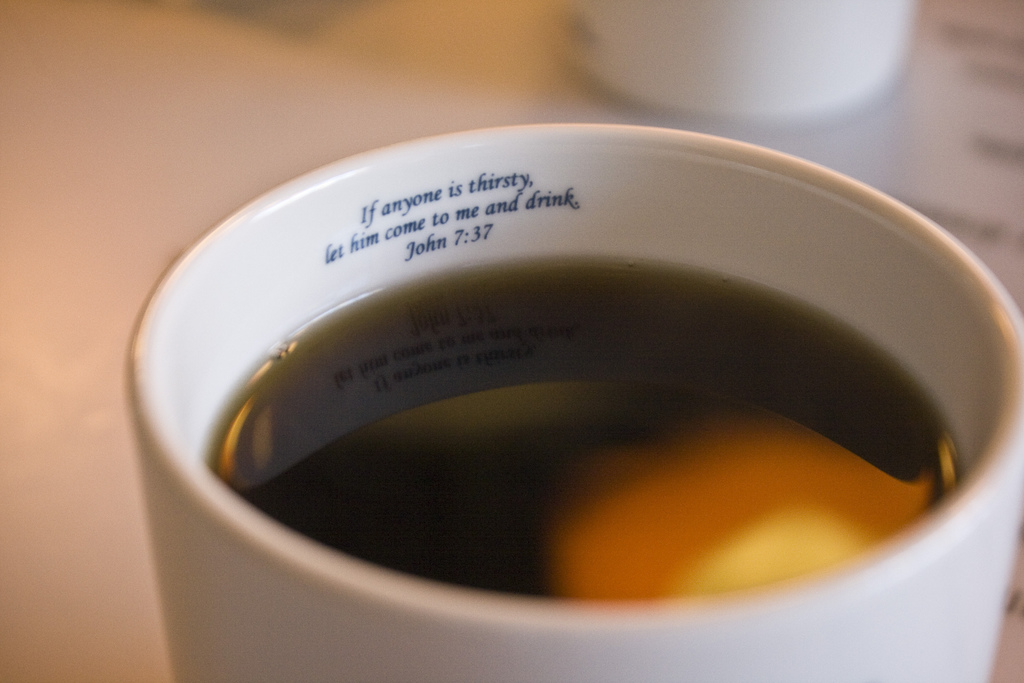 If anyone is thirsty,
let him come to me and drink.
John 7:37